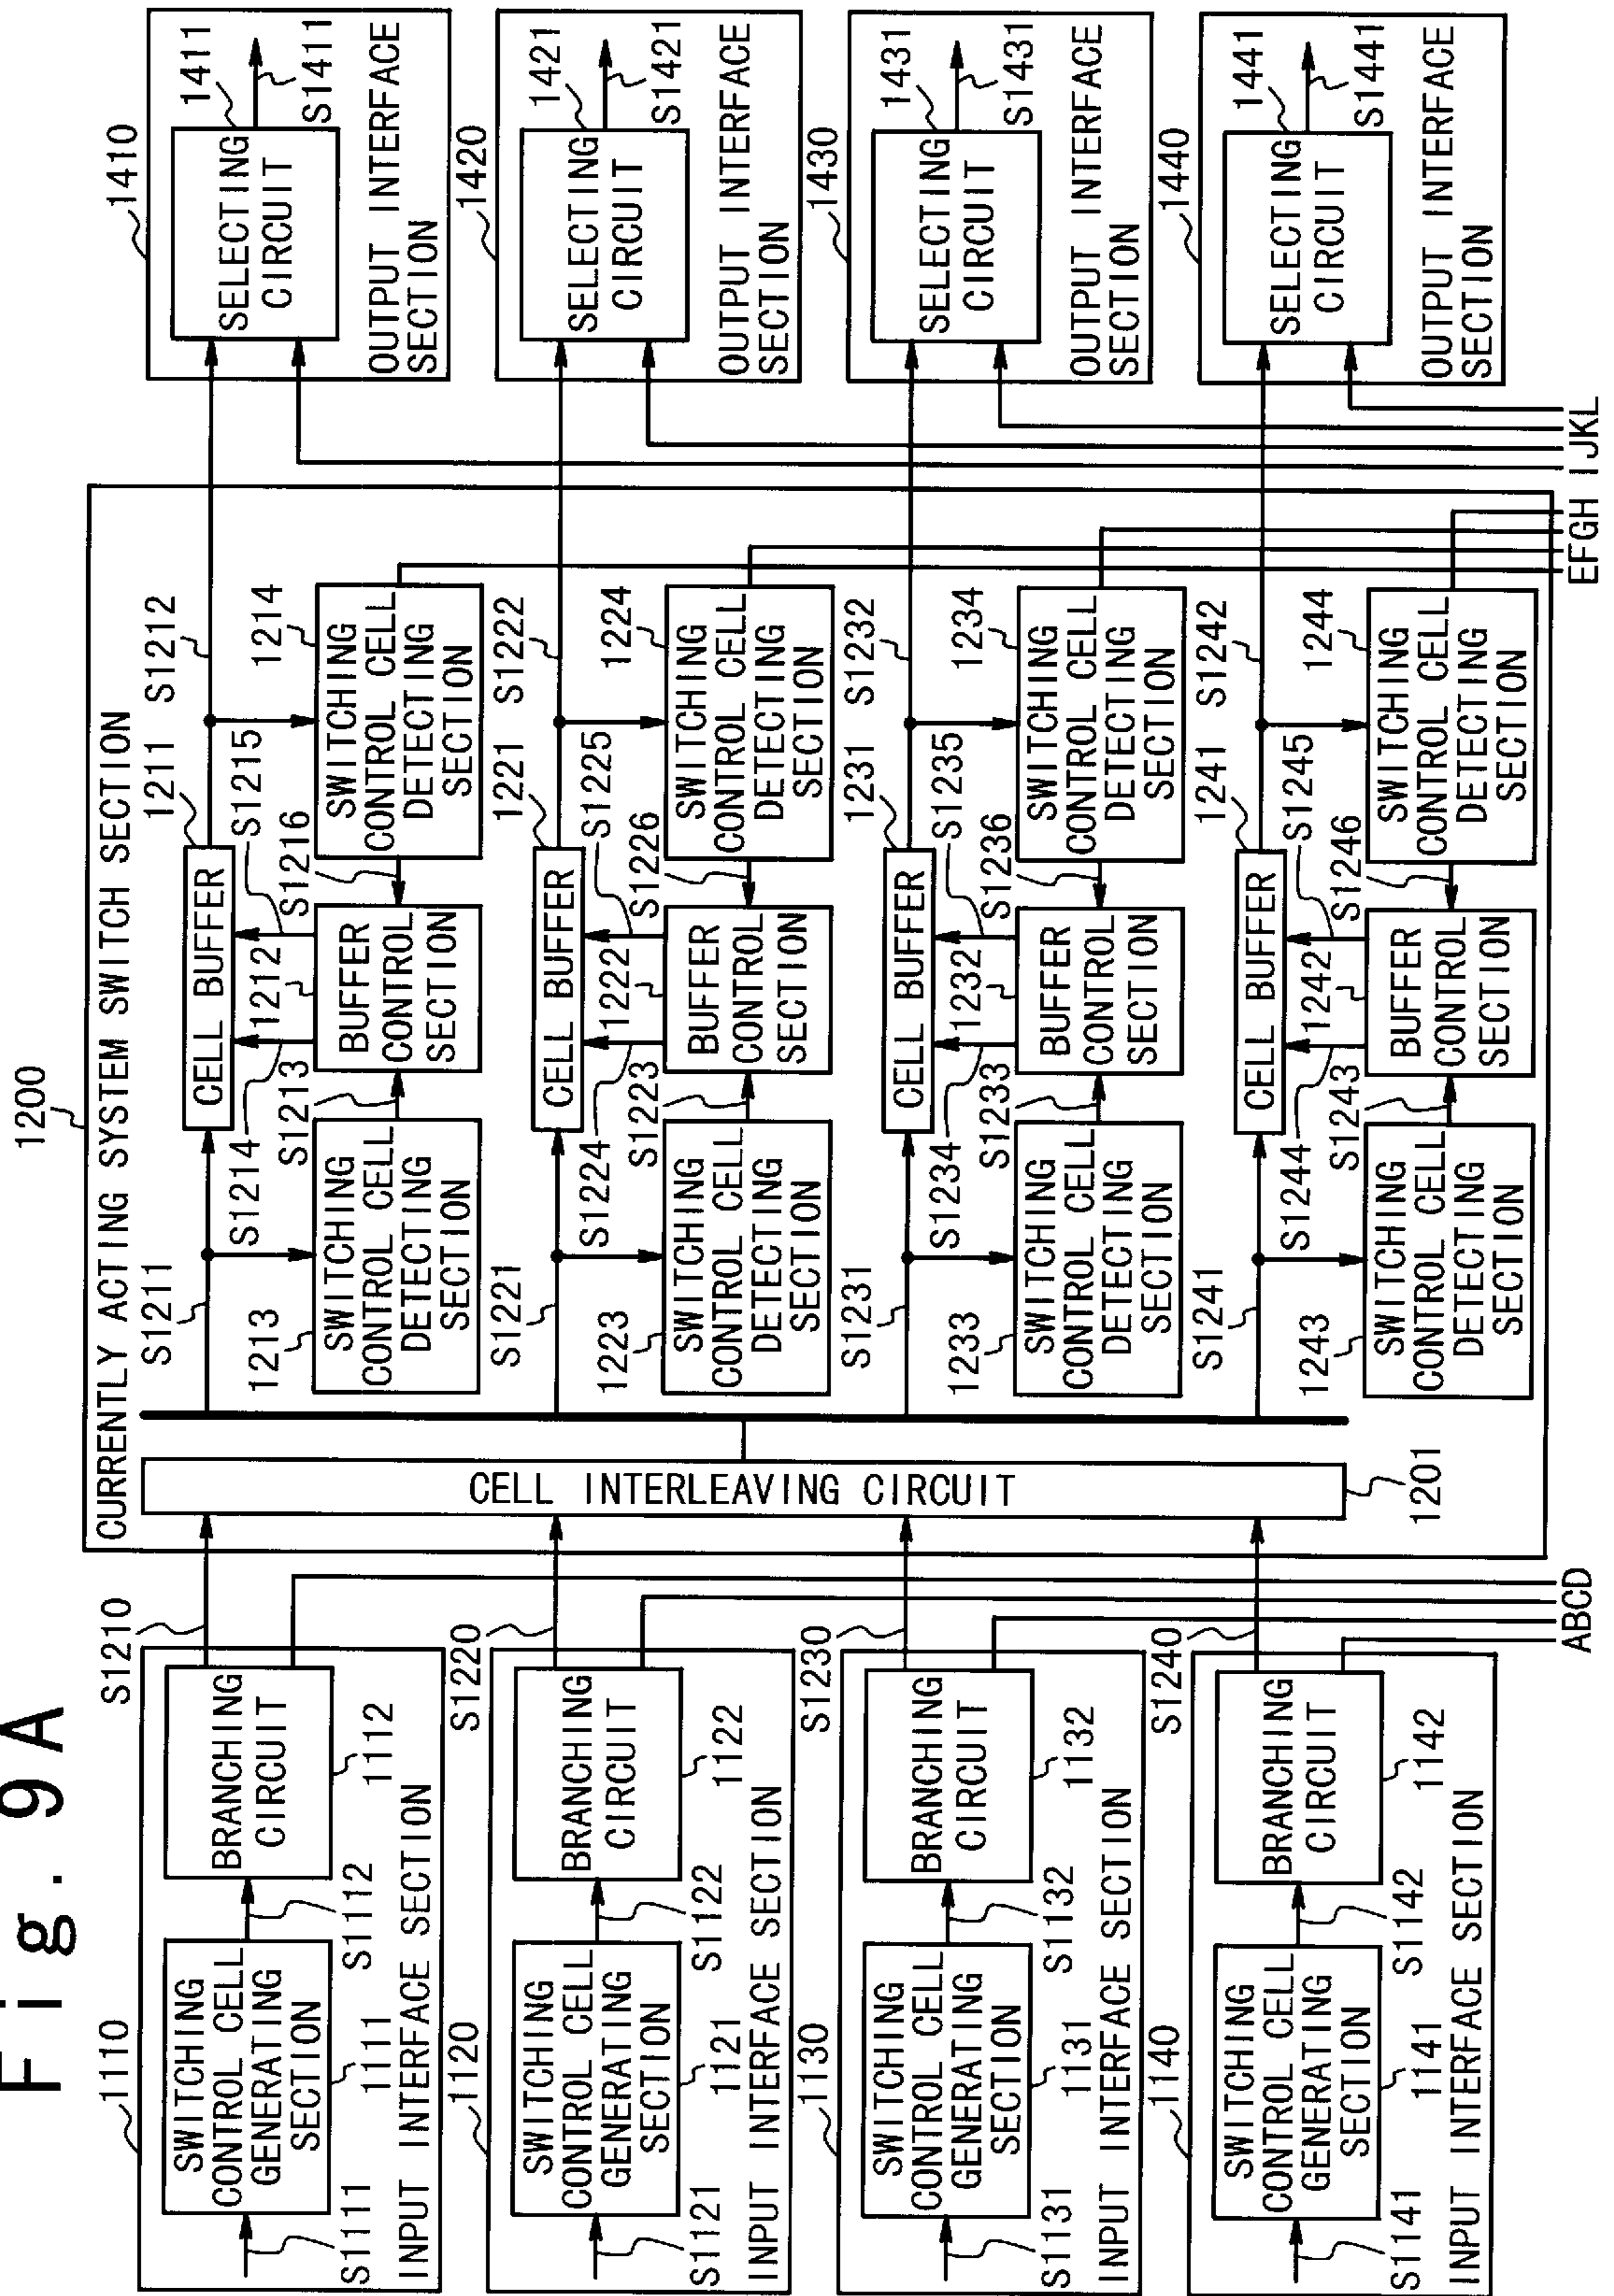 Fig. 9A
1110
SWITCHING
CONTROL CELL
GENERATING
SECTION
S1111
1111
S1112
BRANCHING
CIRCUIT
1112
INPUT INTERFACE SECTION
S1210
1120
SWITCHING
CONTROL CELL
GENERATING
SECTION
S1121
1121
S1122
BRANCHING
CIRCUIT
1122
INPUT INTERFACE SECTION
S1220
1130
SWITCHING
CONTROL CELL
GENERATING
SECTION
S1131
1131
S1132
BRANCHING
CIRCUIT
1132
INPUT INTERFACE SECTION
S1230
1140
SWITCHING
CONTROL CELL
GENERATING
SECTION
S1141
1141
S1142
BRANCHING
CIRCUIT
1142
INPUT INTERFACE SECTION
S1240
ABCD
1200
CURRENTLY ACTING SYSTEM SWITCH SECTION
CELL INTERLEAVING CIRCUIT
1201
S1211
1213
SWITCHING
CONTROL CELL
DETECTING
SECTION
S1214
S1213
CELL BUFFER
1211
1212
BUFFER
CONTROL
SECTION
S1215
S1216
S1212
1214
SWITCHING
CONTROL CELL
DETECTING
SECTION
S1221
1223
SWITCHING
CONTROL CELL
DETECTING
SECTION
S1224
S1223
CELL BUFFER
1221
1222
BUFFER
CONTROL
SECTION
S1225
S1226
S1222
1224
SWITCHING
CONTROL CELL
DETECTING
SECTION
S1231
1233
SWITCHING
CONTROL CELL
DETECTING
SECTION
S1234
S1233
CELL BUFFER
1231
1232
BUFFER
CONTROL
SECTION
S1235
S1236
S1232
1234
SWITCHING
CONTROL CELL
DETECTING
SECTION
S1241
1243
SWITCHING
CONTROL CELL
DETECTING
SECTION
S1244
S1243
CELL BUFFER
1241
1242
BUFFER
CONTROL
SECTION
S1245
S1246
S1242
1244
SWITCHING
CONTROL CELL
DETECTING
SECTION
EFGH
IJKL
1410
SELECTING
CIRCUIT
1411
S1411
OUTPUT INTERFACE
SECTION
1420
SELECTING
CIRCUIT
1421
S1421
OUTPUT INTERFACE
SECTION
1430
SELECTING
CIRCUIT
1431
S1431
OUTPUT INTERFACE
SECTION
1440
SELECTING
CIRCUIT
1441
S1441
OUTPUT INTERFACE
SECTION